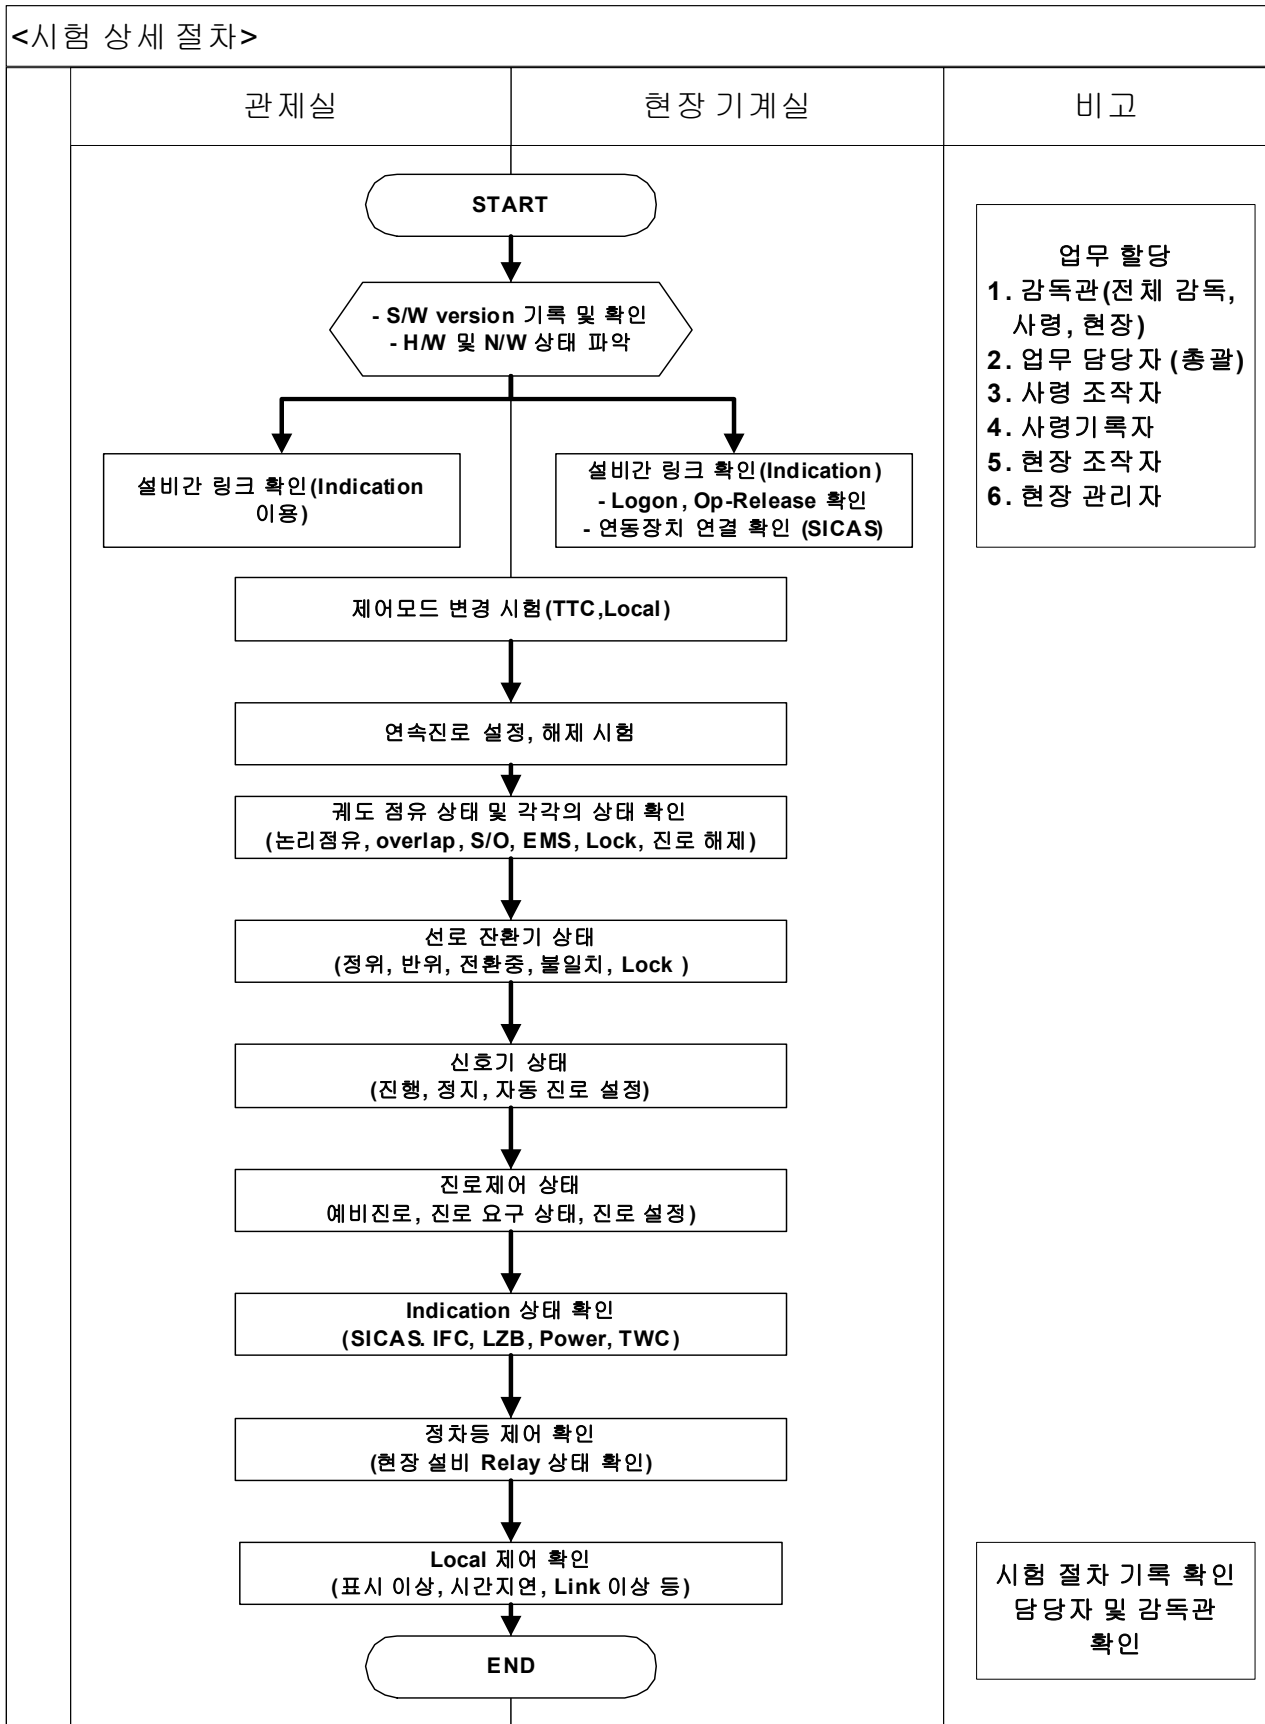 <시험 상세 절차>
관제실
현장 기계실
비고
START
- S/W version 기록 및 확인
- H/W 및 N/W 상태 파악
설비간 링크 확인(Indication
이용)
설비간 링크 확인(Indication)
- Logon, Op-Release 확인
- 연동장치 연결 확인 (SICAS)
업무 할당
1. 감독관(전체 감독,
사령, 현장)
2. 업무 담당자 (총괄)
3. 사령 조작자
4. 사령기록자
5. 현장 조작자
6. 현장 관리자
제어모드 변경 시험(TTC,Local)
연속진로 설정, 해제 시험
궤도 점유 상태 및 각각의 상태 확인
(논리점유, overlap, S/O, EMS, Lock, 진로 해제)
선로 잔환기 상태
(정위, 반위, 전환중, 불일치, Lock )
신호기 상태
(진행, 정지, 자동 진로 설정)
진로제어 상태
예비진로, 진로 요구 상태, 진로 설정)
Indication 상태 확인
(SICAS. IFC, LZB, Power, TWC)
정차등 제어 확인
(현장 설비 Relay 상태 확인)
Local 제어 확인
(표시 이상, 시간지연, Link 이상 등)
END
시험 절차 기록 확인
담당자 및 감독관
확인